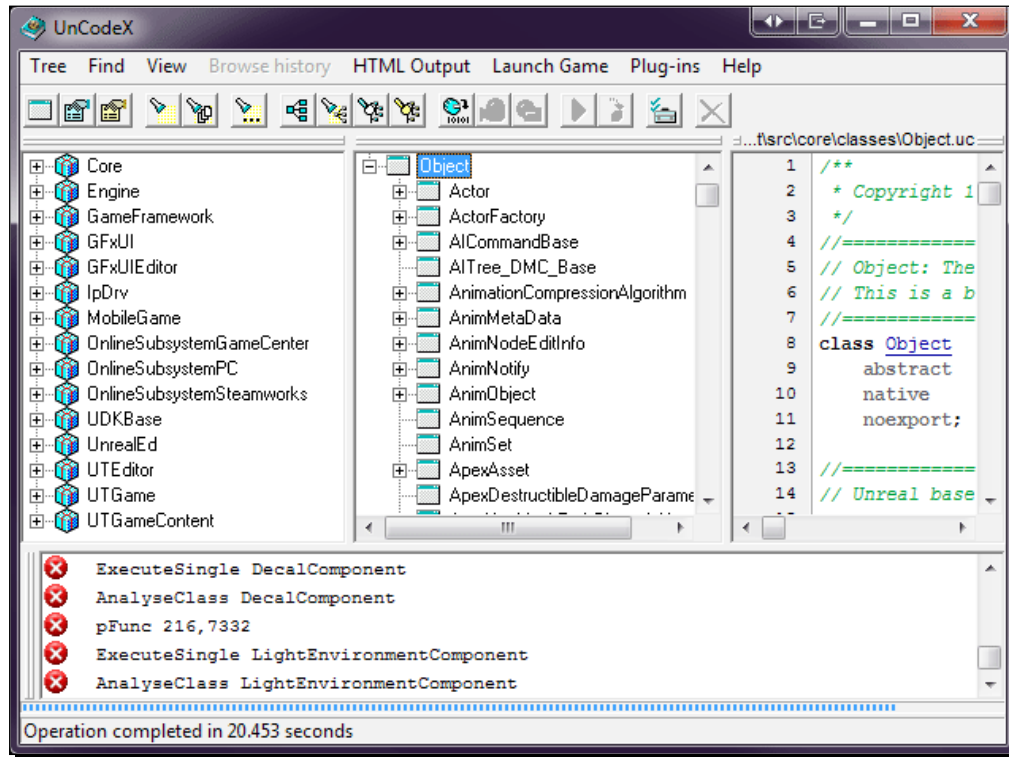 UnCodeX
Tree Find View Browse history HTML Output Launch Game Plug-ins Help
...t\src\core\classes\Object.uc
Core
Engine
GameFramework
GFxUI
GFxUIEditor
IpDrv
MobileGame
OnlineSubsystemGameCenter
OnlineSubsystemPC
OnlineSubsystemSteamworks
UDKBase
UnrealEd
UTEditor
UTGame
UTGameContent
Object
Actor
ActorFactory
AICommandBase
AITree_DMC_Base
AnimationCompressionAlgorithm
AnimMetaData
AnimNodeEditInfo
AnimNotify
AnimObject
AnimSequence
AnimSet
ApexAsset
ApexDestructibleDamageParame
1 /**
2 * Copyright 1
3 */
4 //=============
5 // Object: The
6 // This is a b
7 //=============
8 class Object
9 abstract
10 native
11 noexport;
12
13 //=============
14 // Unreal base
ExecuteSingle DecalComponent
AnalyseClass DecalComponent
pFunc 216,7332
ExecuteSingle LightEnvironmentComponent
AnalyseClass LightEnvironmentComponent
Operation completed in 20.453 seconds